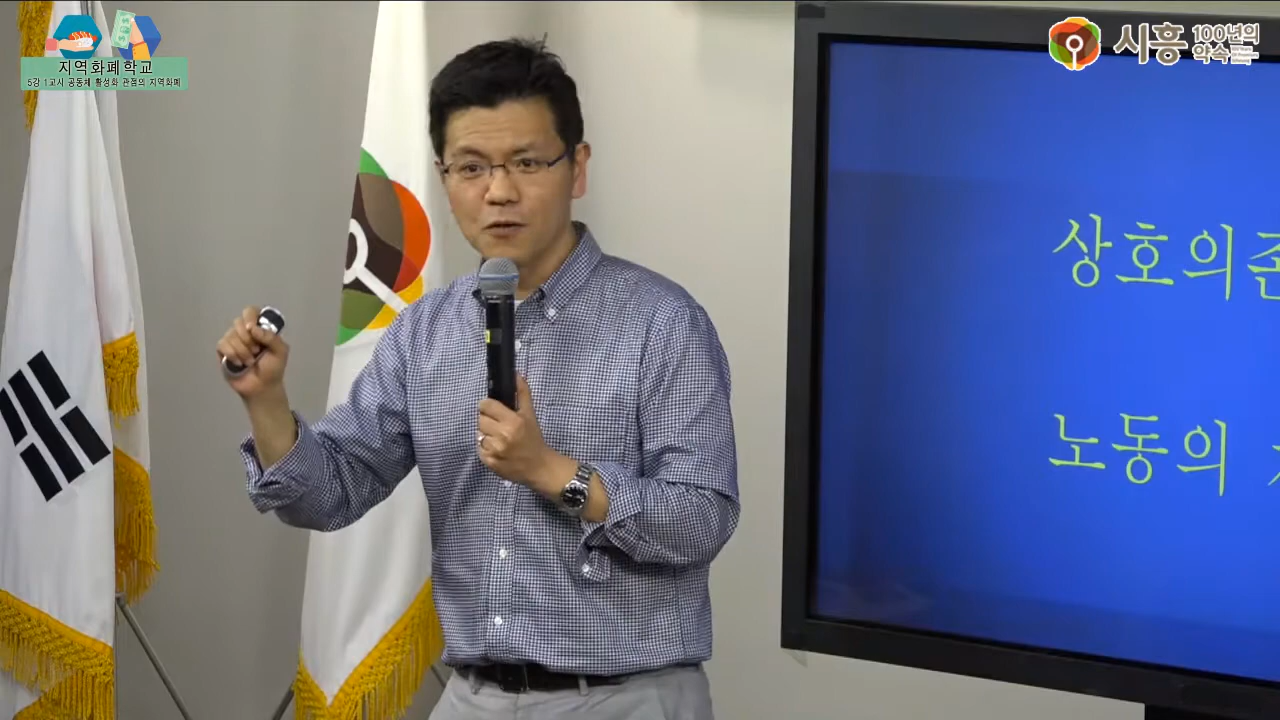 지역화폐학교
5강 1교시 공동체 활성화 관점의 지역화폐
시흥
100년의
약속
상호의존
노동의